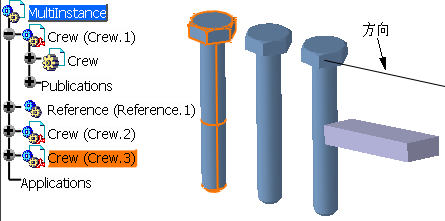 MultiInstance
Crew (Crew.1)
Crew
Publications
Reference (Reference.1)
Crew (Crew.2)
Crew (Crew.3)
Applications
方向